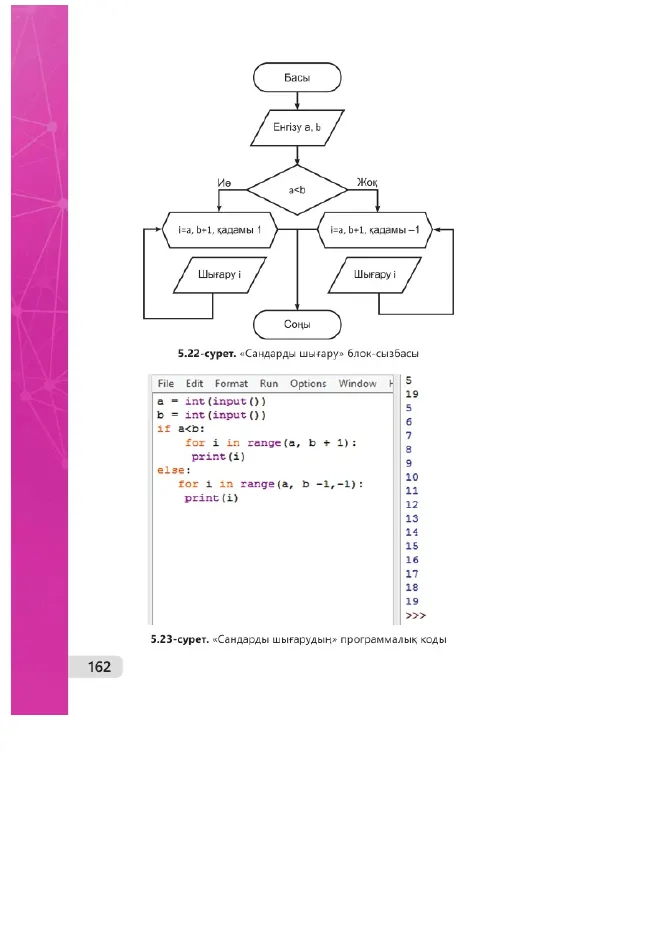 Басы
Енгізу a, b
Иә
a<b
Жоқ
i=a, b+1, қадамы 1
i=a, b+1, қадамы –1
Шығару i
Шығару i
Соңы
5.22-сурет. «Сандарды шығару» блок-сызбасы
File Edit Format Run Options Window H
a = int(input())
b = int(input())
if a<b:
for i in range(a, b + 1):
print(i)
else:
for i in range(a, b -1,-1):
print(i)
5
19
5
6
7
8
9
10
11
12
13
14
15
16
17
18
19
>>>
5.23-сурет. «Сандарды шығарудың» программалық коды
162